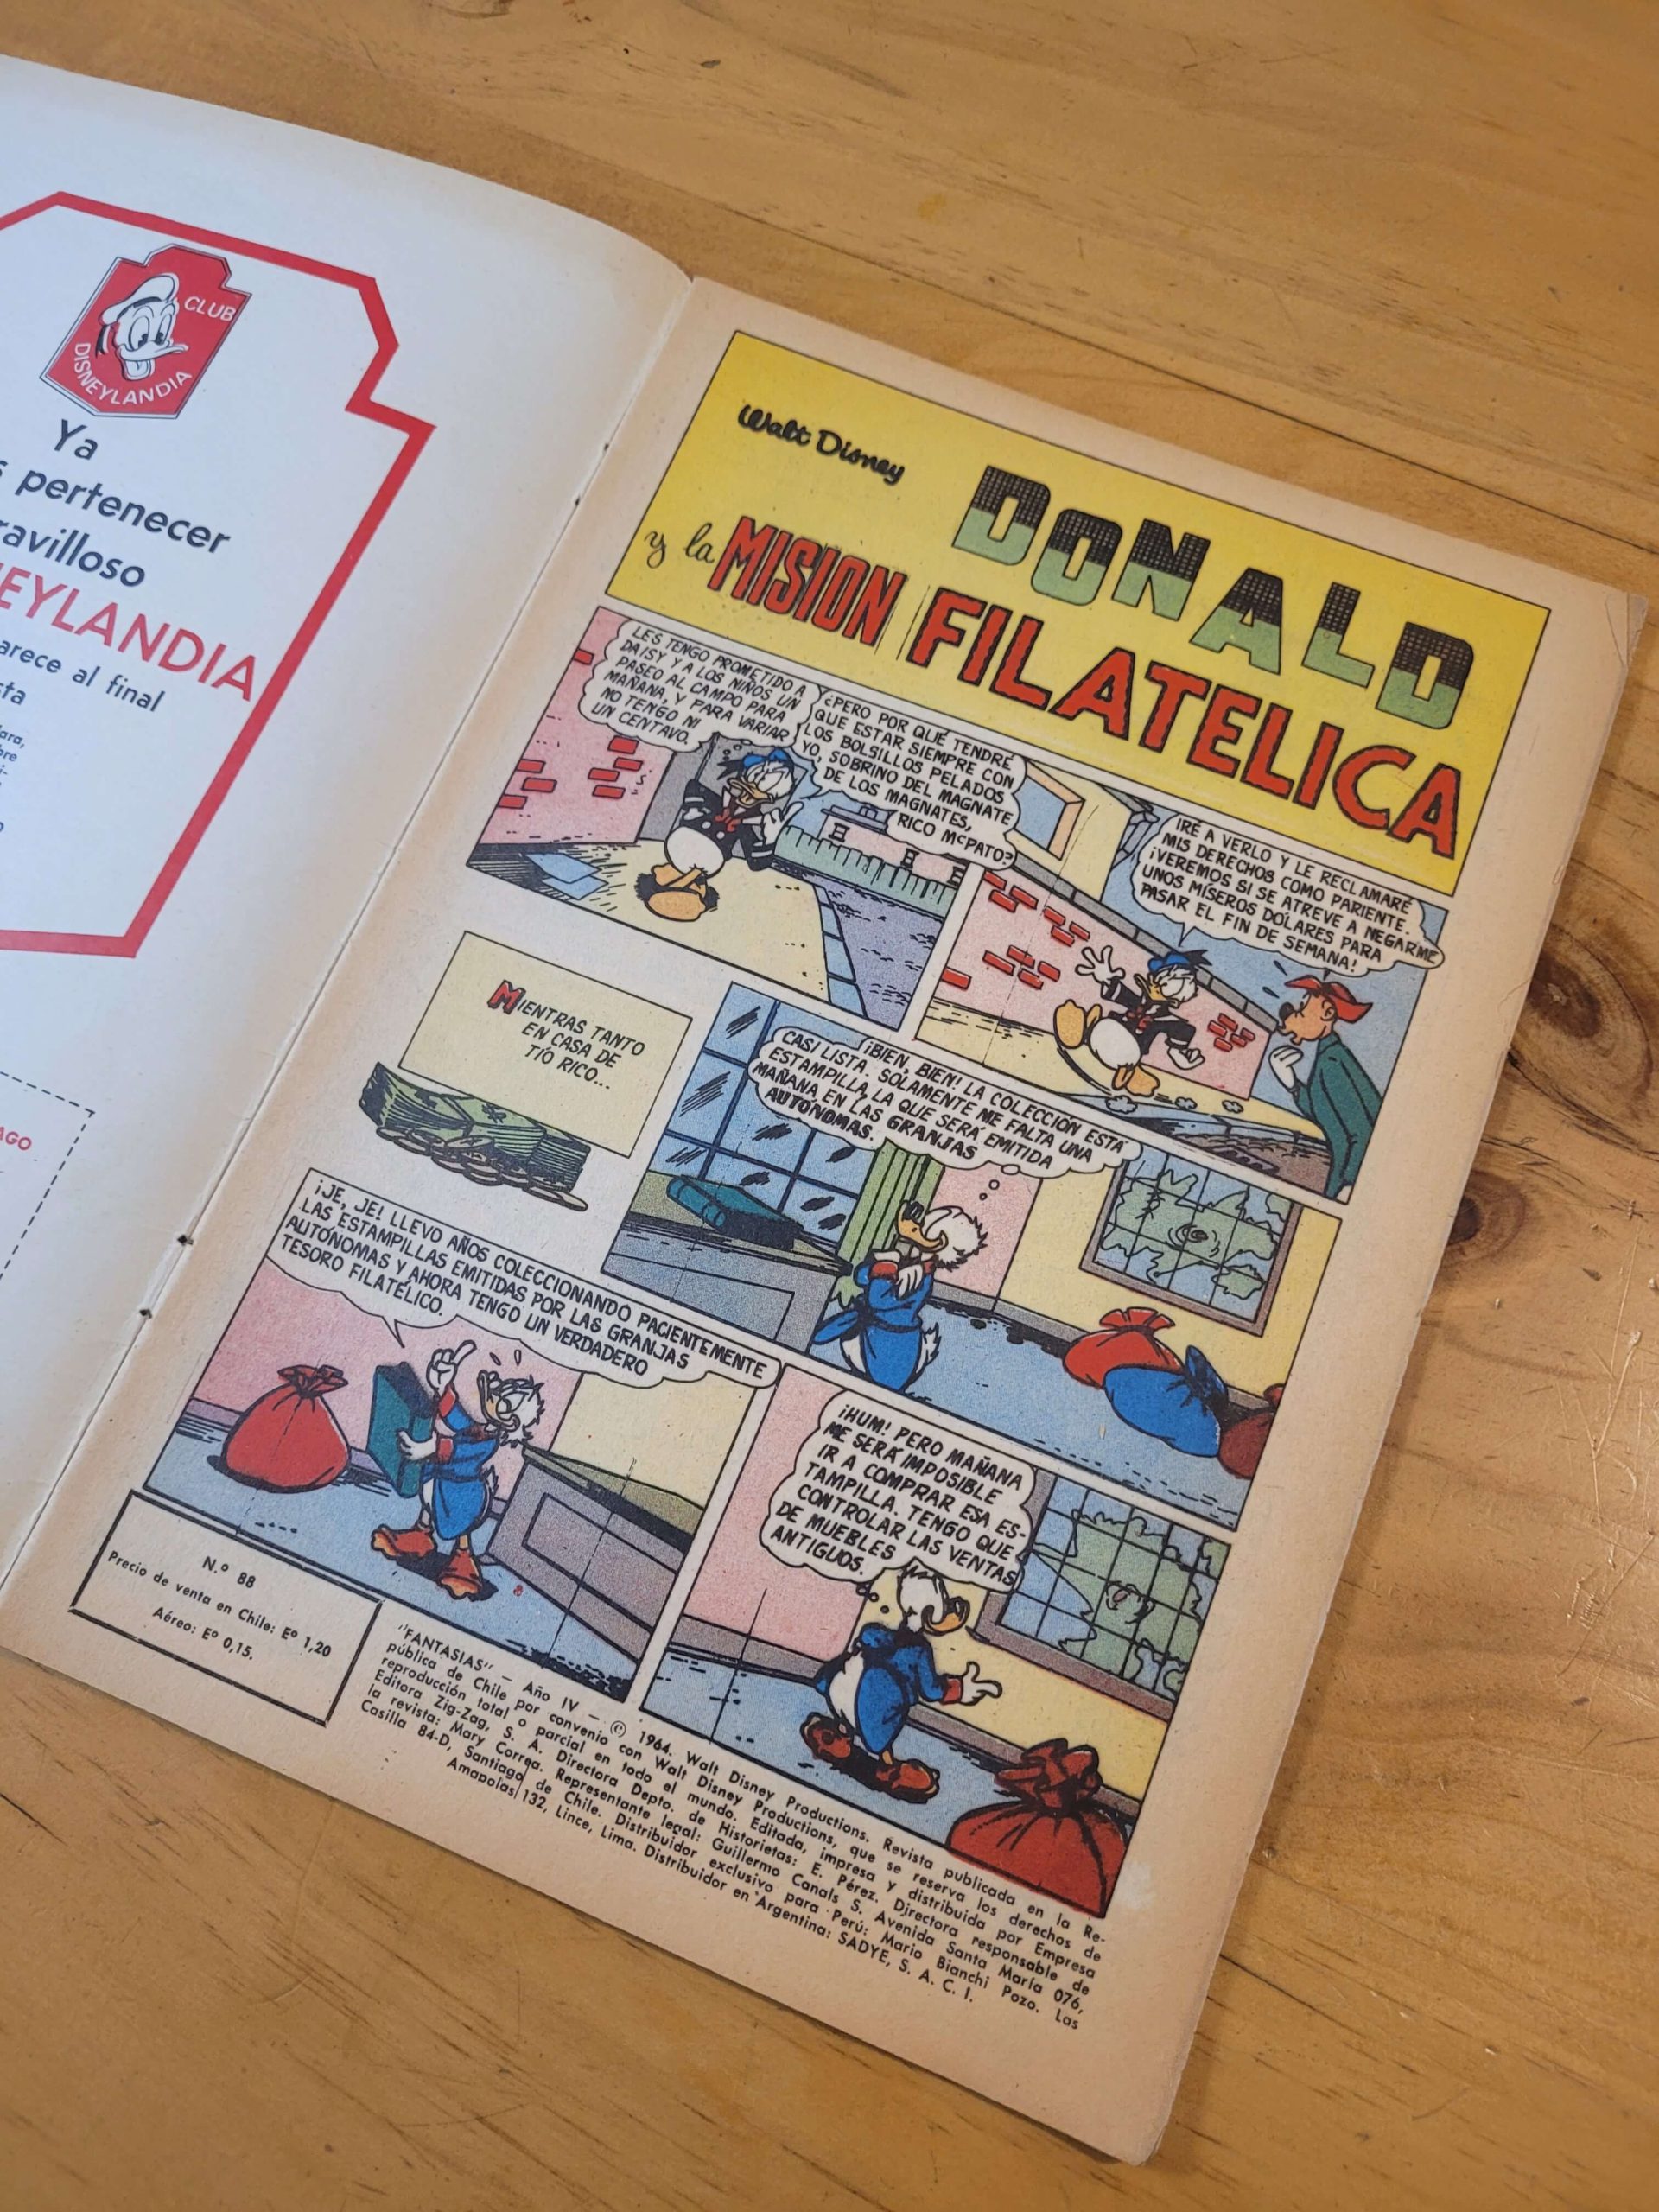 CLUB
DISNEYLANDIA
Ya
pertenecer
DISNEYLANDIA
al final
AGO
Walt Disney
DONALD
y la MISION FILATELICA
LES TENGO PROMETIDO A
DAISY Y A LOS NIÑOS UN
PASEO AL CAMPO PARA
MAÑANA, Y PARA VARIAR
NO TENGO NI
UN CENTAVO.
¿PERO POR QUÉ TENDRÉ
QUE ESTAR SIEMPRE CON
LOS BOLSILLOS PELADOS
YO, SOBRINO DEL MAGNATE
DE LOS MAGNATES,
RICO McPATO?
IRÉ A VERLO Y LE RECLAMARÉ
MIS DERECHOS COMO PARIENTE.
¡VEREMOS SI SE ATREVE A NEGARME
UNOS MÍSEROS DÓLARES PARA
PASAR EL FIN DE SEMANA!
MIENTRAS TANTO
EN CASA DE
TÍO RICO...
¡BIEN, BIEN! LA COLECCIÓN ESTÁ
CASI LISTA. SOLAMENTE ME FALTA UNA
ESTAMPILLA, LA QUE SERÁ EMITIDA
MAÑANA EN LAS GRANJAS
AUTÓNOMAS.
¡JE, JE! LLEVO AÑOS COLECCIONANDO PACIENTEMENTE
LAS ESTAMPILLAS EMITIDAS POR LAS GRANJAS
AUTÓNOMAS Y AHORA TENGO UN VERDADERO
TESORO FILATÉLICO.
¡HUM! PERO MAÑANA
ME SERÁ IMPOSIBLE
IR A COMPRAR ESA ES-
TAMPILLA. TENGO QUE
CONTROLAR LAS VENTAS
DE MUEBLES
ANTIGUOS.
N.º 88
Precio de venta en Chile: Eº 1,20
Aéreo: Eº 0,15.
"FANTASIAS" — Año IV — © 1964. Walt Disney Productions. Revista publicada en la Re-
pública de Chile por convenio con Walt Disney Productions, que se reserva los derechos de
reproducción total o parcial en todo el mundo. Editada, impresa y distribuida por Empresa
Editora Zig-Zag, S. A. Directora Depto. de Historietas: E. Pérez. Directora responsable de
la revista: Mary Correa. Representante legal: Guillermo Canals S. Avenida Santa María 076,
Casilla 84-D, Santiago de Chile. Distribuidor exclusivo para Perú: Mario Bianchi Pozo. Las
Amapolas 132, Lince, Lima. Distribuidor en Argentina: SADYE, S. A. C. I.